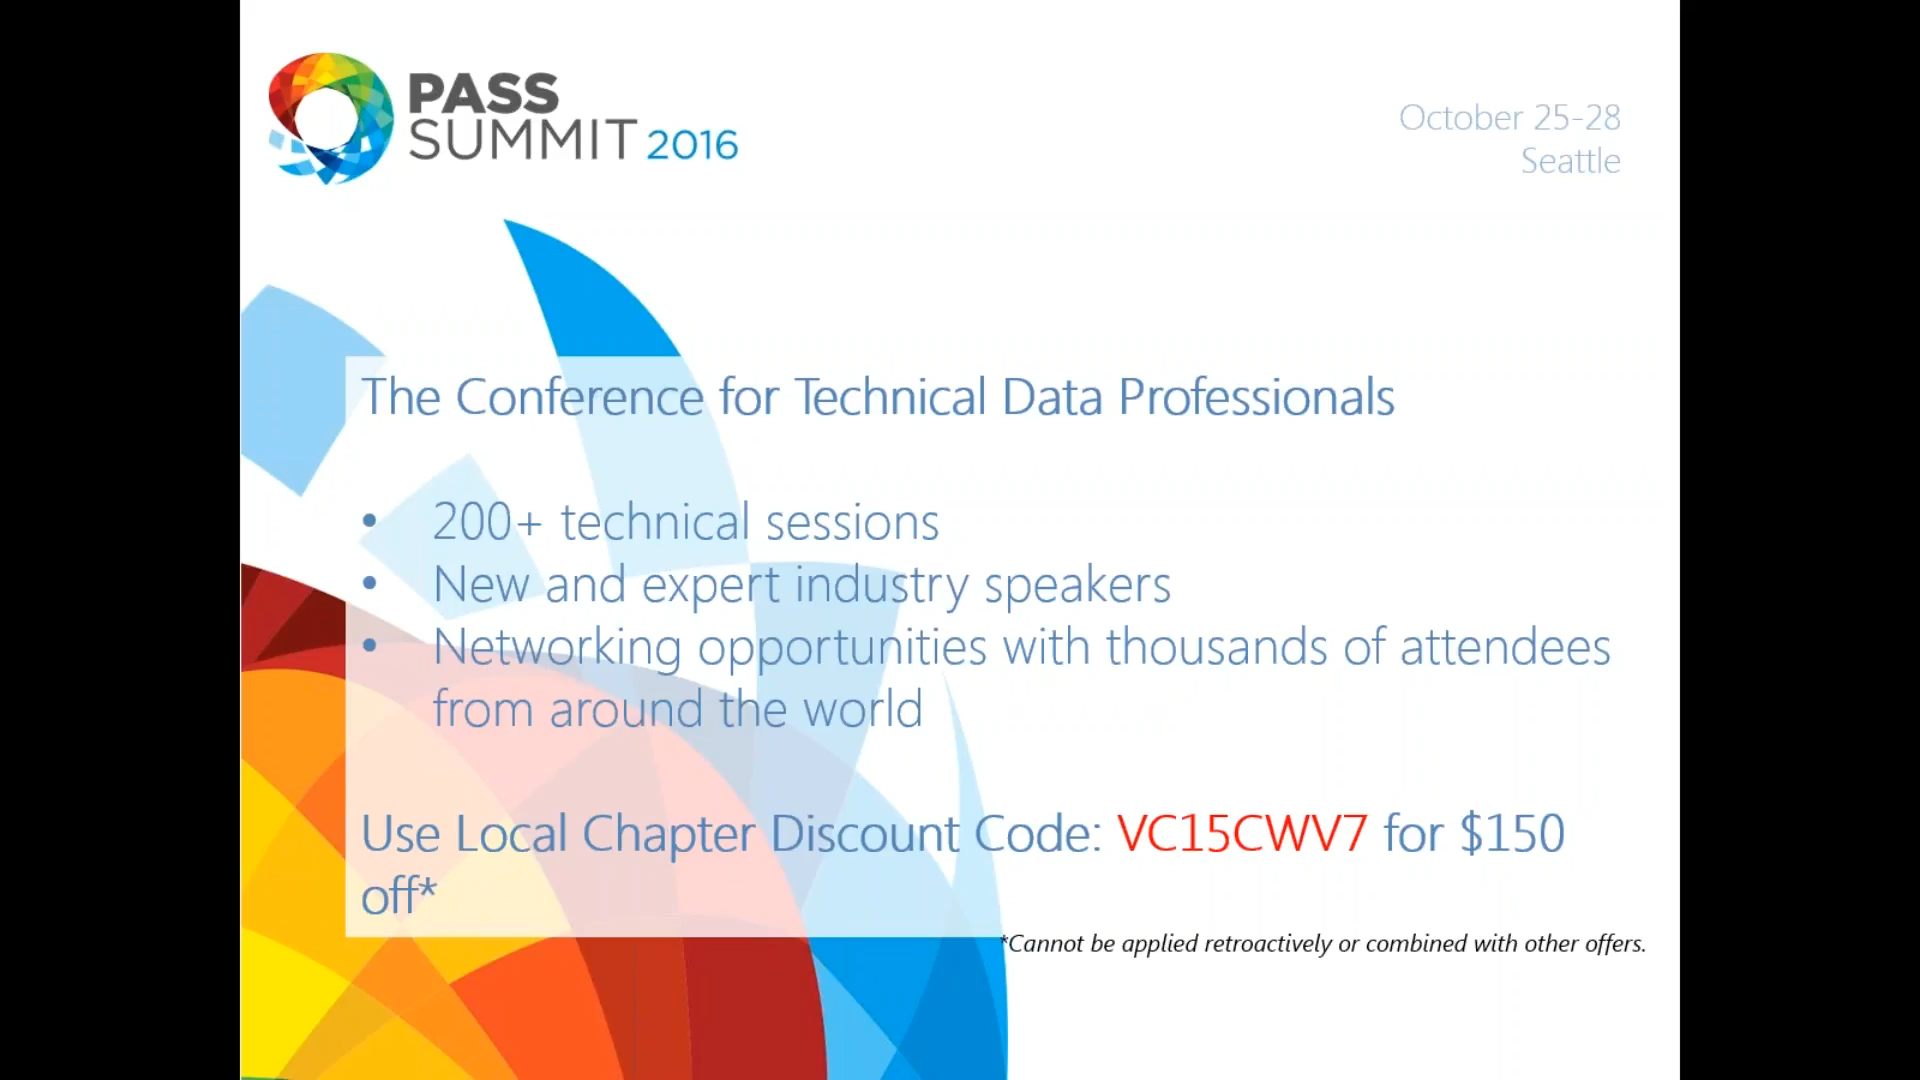 PASS
SUMMIT 2016
October 25-28
Seattle
The Conference for Technical Data Professionals
• 200+ technical sessions
• New and expert industry speakers
• Networking opportunities with thousands of attendees
from around the world
Use Local Chapter Discount Code: VC15CWV7 for $150
off*
*Cannot be applied retroactively or combined with other offers.